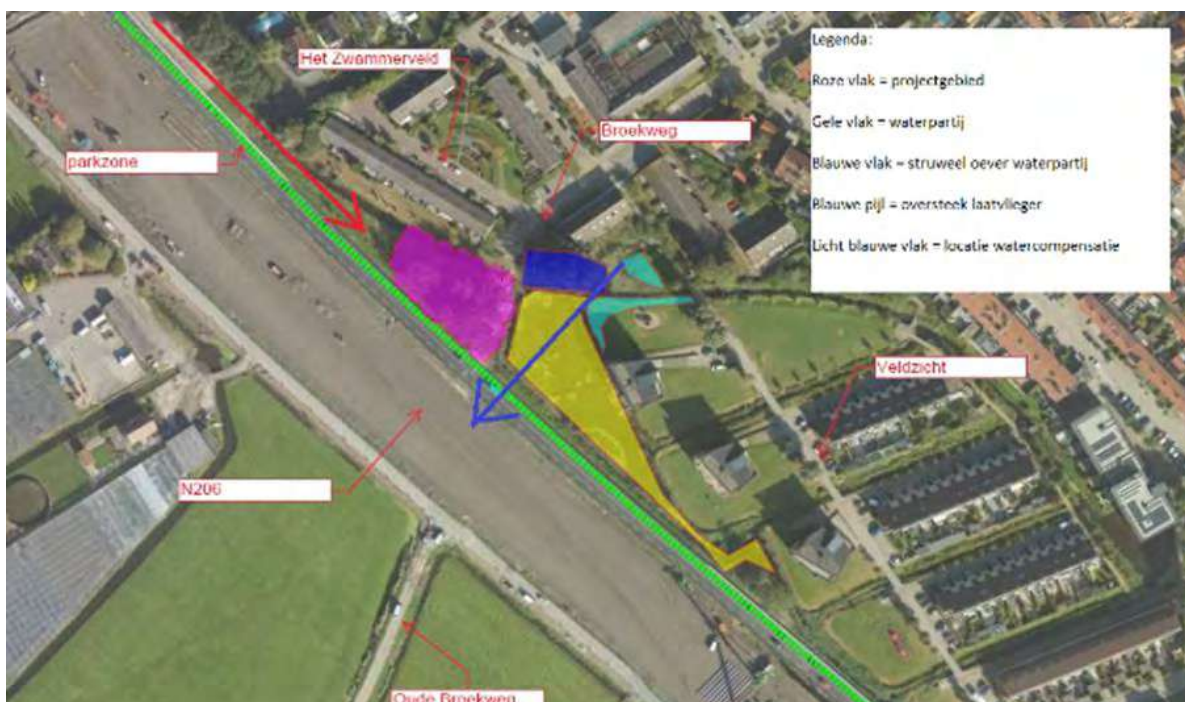 Het Zwammerveld
Broekweg
parkzone
Veldzicht
N206
Oude Broekweg
Legenda:
Roze vlak = projectgebied
Gele vlak = waterpartij
Blauwe vlak = struweel oever waterpartij
Blauwe pijl = oversteek laatvlieger
Licht blauwe vlak = locatie watercompensatie